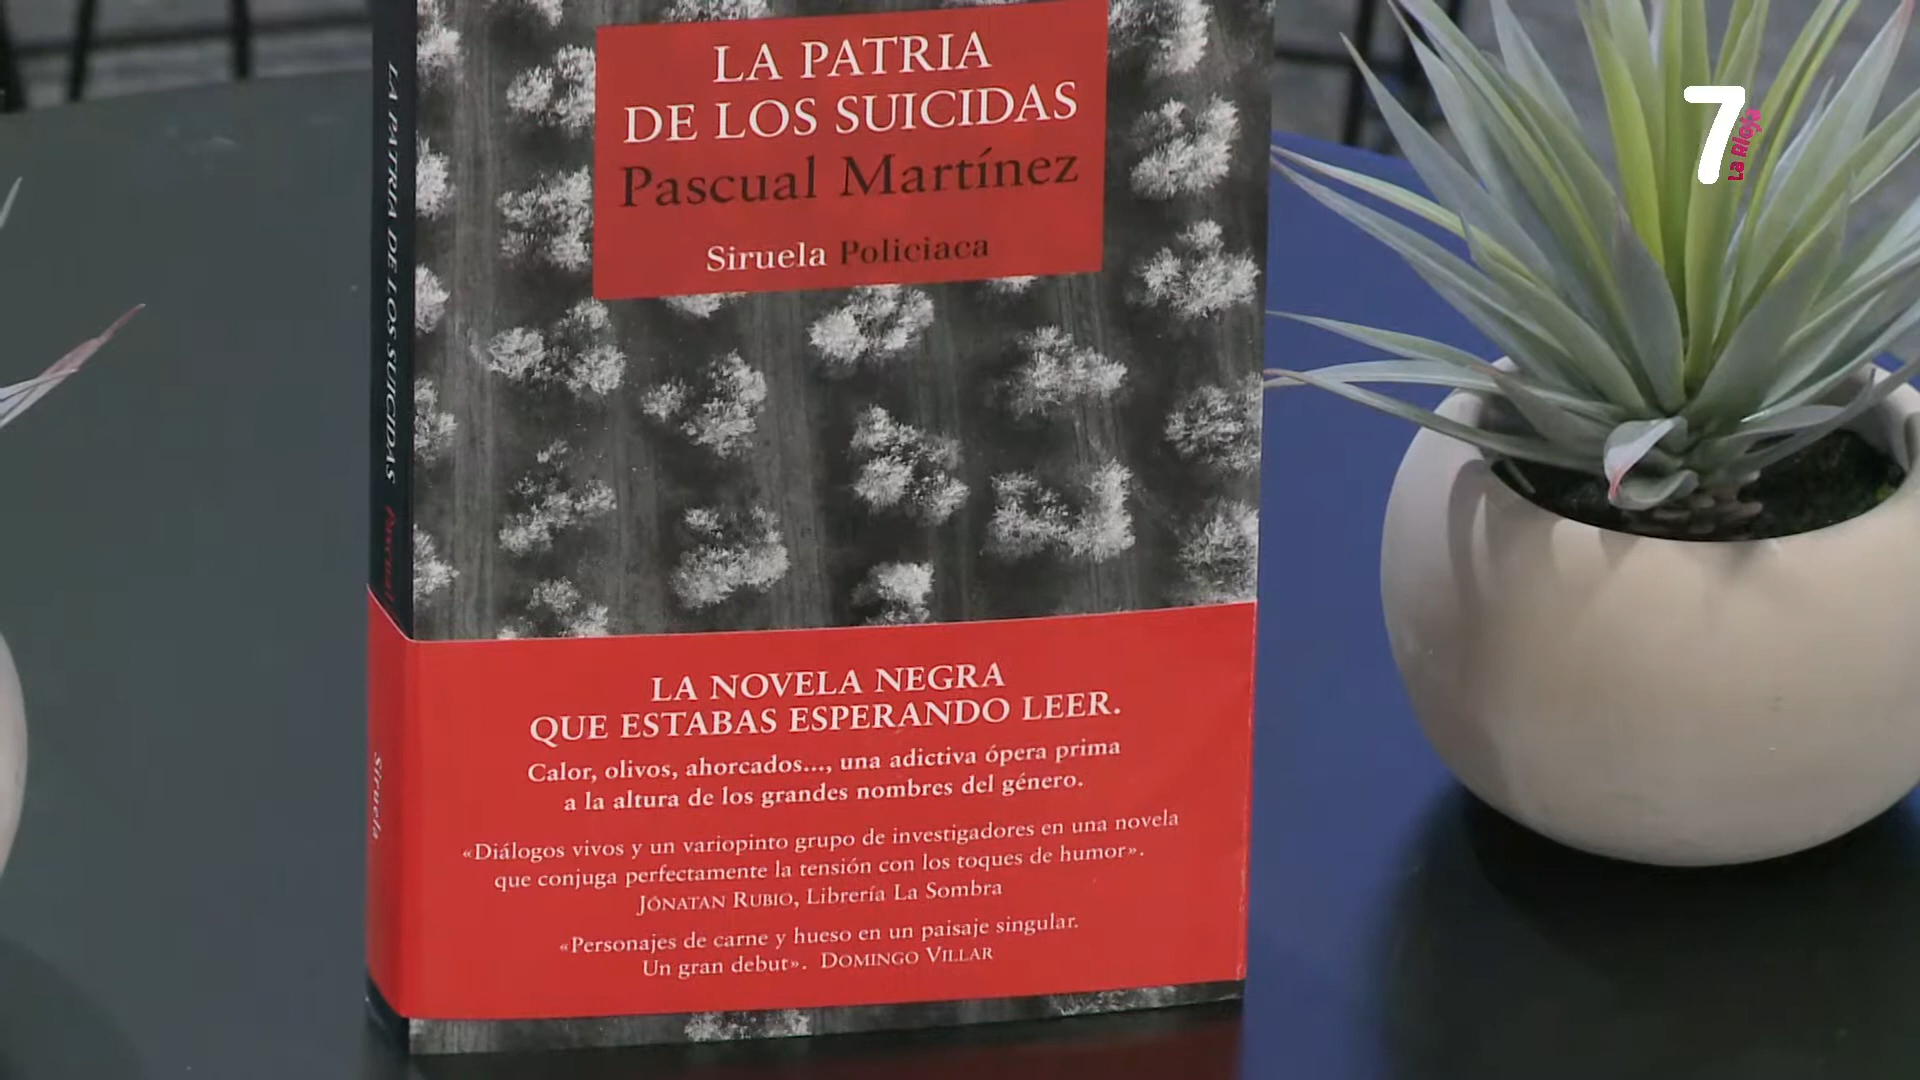 LA PATRIA
DE LOS SUICIDAS
Pascual Martínez
Siruela Policiaca
LA PATRIA DE LOS SUICIDAS Pascual
Siruela
LA NOVELA NEGRA
QUE ESTABAS ESPERANDO LEER.
Calor, olivos, ahorcados..., una adictiva ópera prima
a la altura de los grandes nombres del género.
«Diálogos vivos y un variopinto grupo de investigadores en una novela
que conjuga perfectamente la tensión con los toques de humor».
JÓNATAN RUBIO, Librería La Sombra
«Personajes de carne y hueso en un paisaje singular.
Un gran debut». DOMINGO VILLAR
7 La Rioja